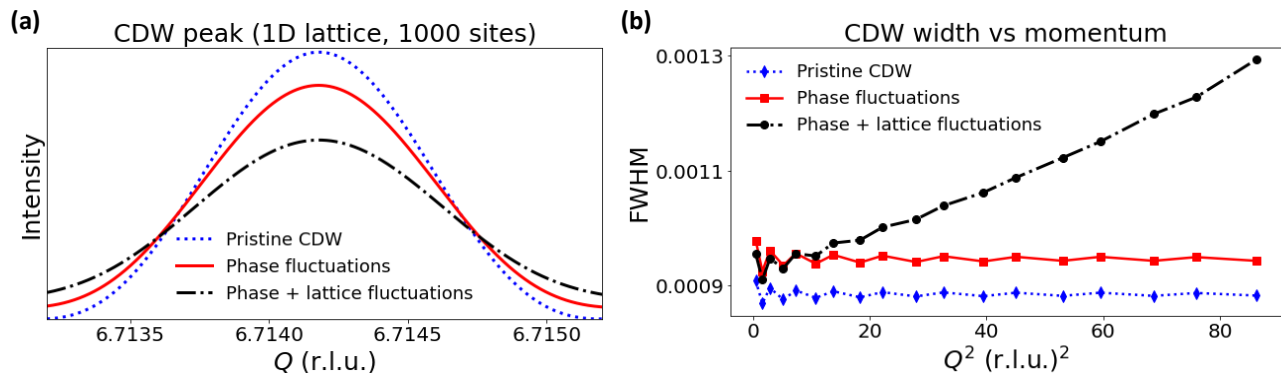 (a)
CDW peak (1D lattice, 1000 sites)
Intensity
Pristine CDW
Phase fluctuations
Phase + lattice fluctuations
6.7135 6.7140 6.7145 6.7150
Q (r.l.u.)
(b)
CDW width vs momentum
0.0013
0.0011
0.0009
FWHM
Pristine CDW
Phase fluctuations
Phase + lattice fluctuations
0 20 40 60 80
Q² (r.l.u.)²